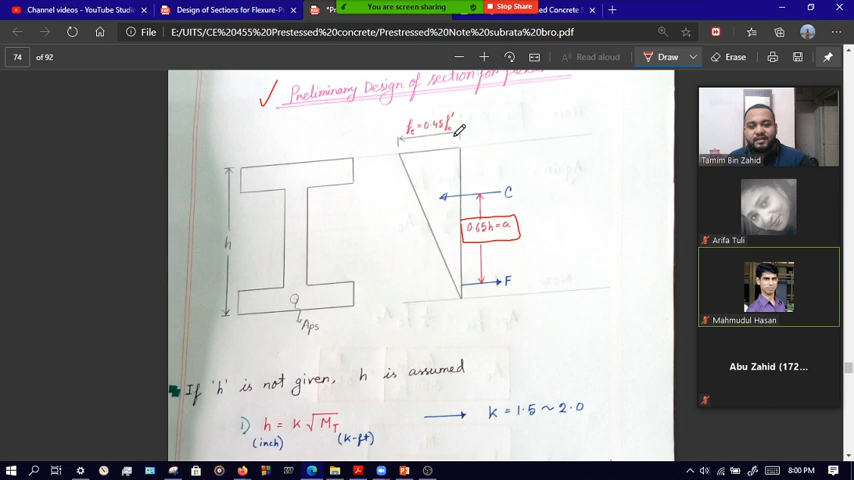 Channel videos - YouTube
Design of Sections for Flexure-Pr
You are screen sharing
Stop Share
File
E:/UITS/CE%20455%20Prestessed%20concrete/Prestressed%20Note%20subrata%20bro.pdf
74
of 92
Read aloud
Draw
Erase
Preliminary Design of section for
fc = 0.45fc'
h
C
0.65h = a
F
Aps
If 'h' is not given, h is assumed
i) h = K √MT
K = 1.5 ~ 2.0
(inch)
(K-ft)
Tamim Bin Zahid
Arifa Tuli
Mahmudul Hasan
Abu Zahid (172...
8:00 PM